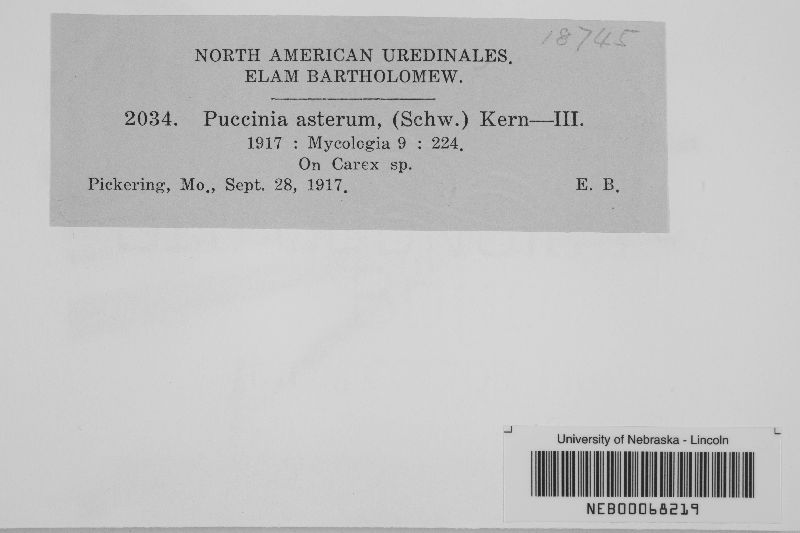 18745
NORTH AMERICAN UREDINALES.
ELAM BARTHOLOMEW.
2034. Puccinia asterum, (Schw.) Kern—III.
1917 : Mycologia 9 : 224.
On Carex sp.
Pickering, Mo., Sept. 28, 1917. E. B.
University of Nebraska - Lincoln
NEB00068219